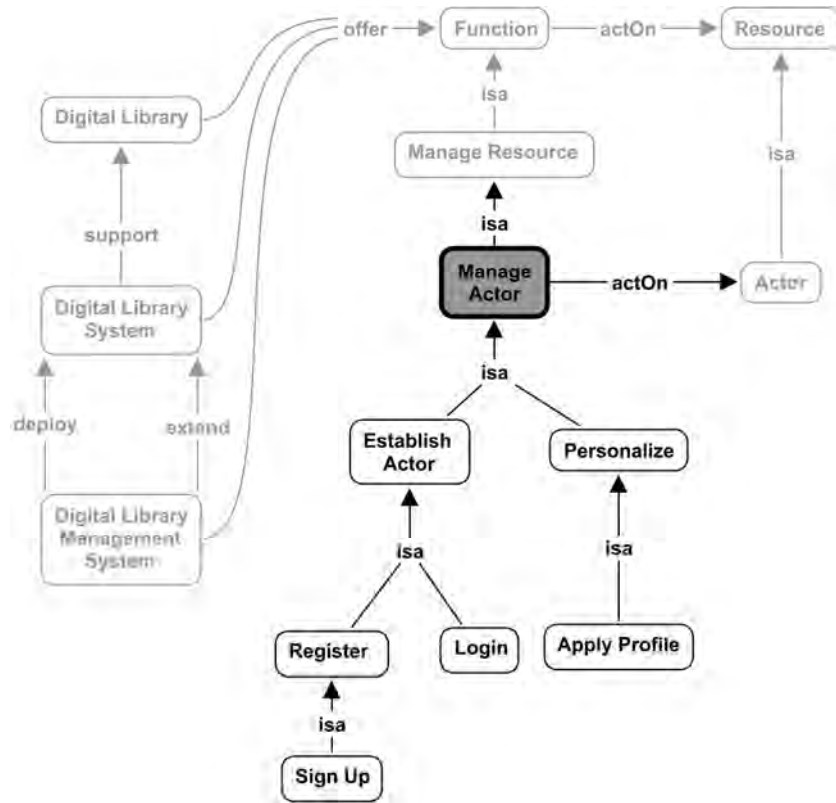 offer
Function
actOn
Resource
isa
isa
Digital Library
Manage Resource
support
isa
Manage
Actor
actOn
Actor
Digital Library
System
isa
deploy
extend
Establish
Actor
Personalize
Digital Library
Management
System
isa
isa
Register
Login
Apply Profile
isa
Sign Up